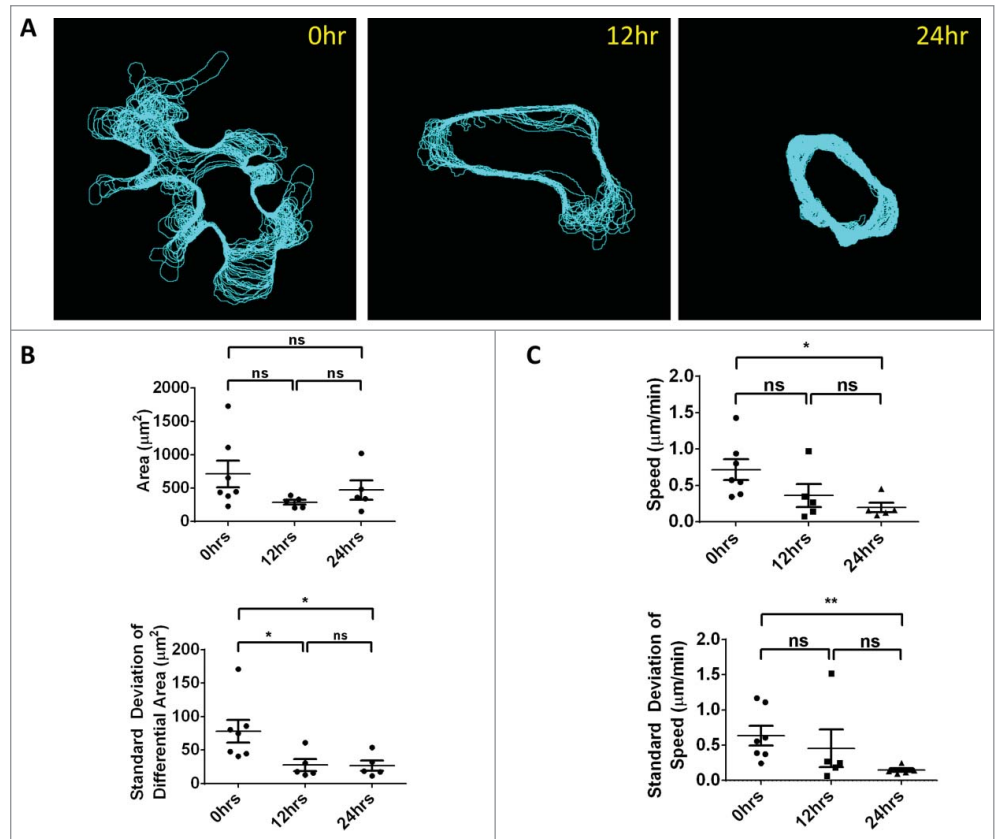 A
0hr
12hr
24hr
B
ns
ns
ns
Area (μm²)
2000
1500
1000
500
0
0hrs
12hrs
24hrs
*
*
ns
Standard Deviation of
Differential Area (μm²)
200
150
100
50
0
0hrs
12hrs
24hrs
C
*
ns
ns
Speed (μm/min)
2.0
1.5
1.0
0.5
0.0
0hrs
12hrs
24hrs
**
ns
ns
Standard Deviation of
Speed (μm/min)
2.0
1.5
1.0
0.5
0.0
0hrs
12hrs
24hrs